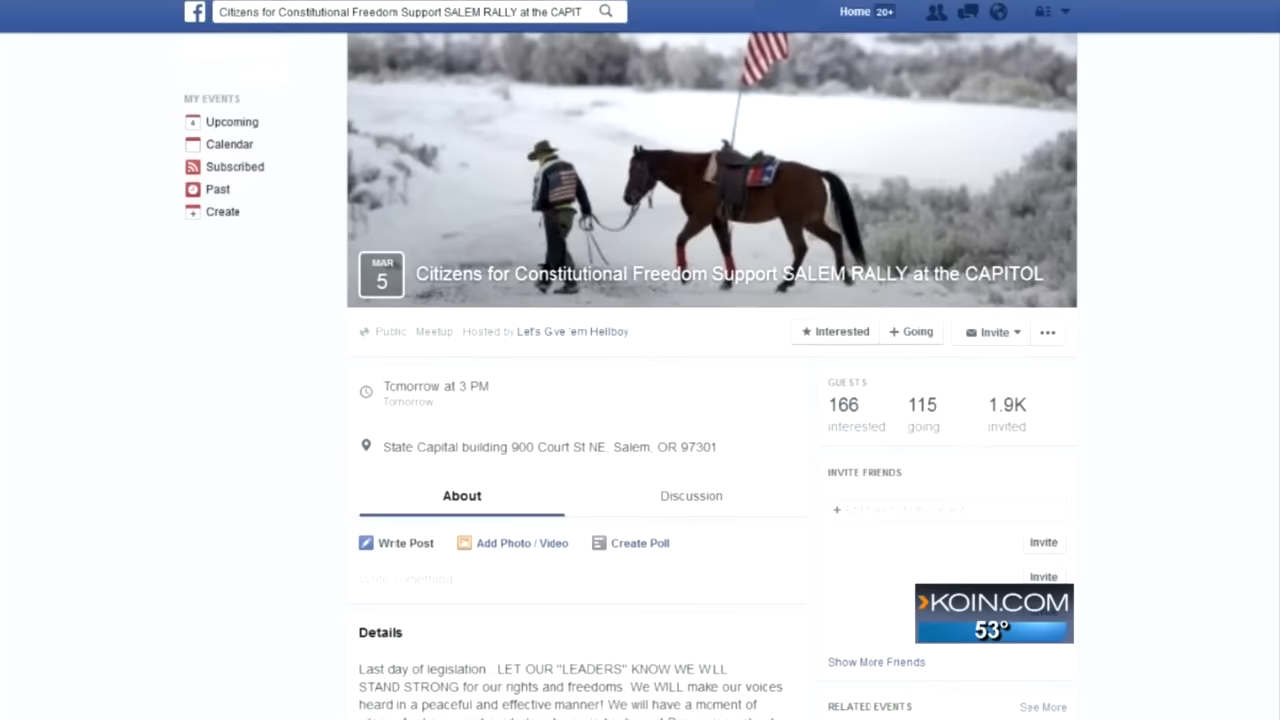 Citizens for Constitutional Freedom Support SALEM RALLY at the CAPIT
Home 20+
MY EVENTS
4 Upcoming
Calendar
Subscribed
Past
Create
MAR
5
Citizens for Constitutional Freedom Support SALEM RALLY at the CAPITOL
Public Meetup Hosted by Let's Give 'em Hellboy
Interested
Going
Invite
Tomorrow at 3 PM
Tomorrow
State Capital building 900 Court St NE, Salem, OR 97301
About
Discussion
Write Post
Add Photo / Video
Create Poll
Write something
Details
Last day of legislation LET OUR "LEADERS" KNOW WE WILL
STAND STRONG for our rights and freedoms We WILL make our voices
heard in a peaceful and effective manner! We will have a moment of
GUESTS
166 115 1.9K
interested going invited
INVITE FRIENDS
Invite
Invite
KOIN.COM
53°
Show More Friends
RELATED EVENTS
See More